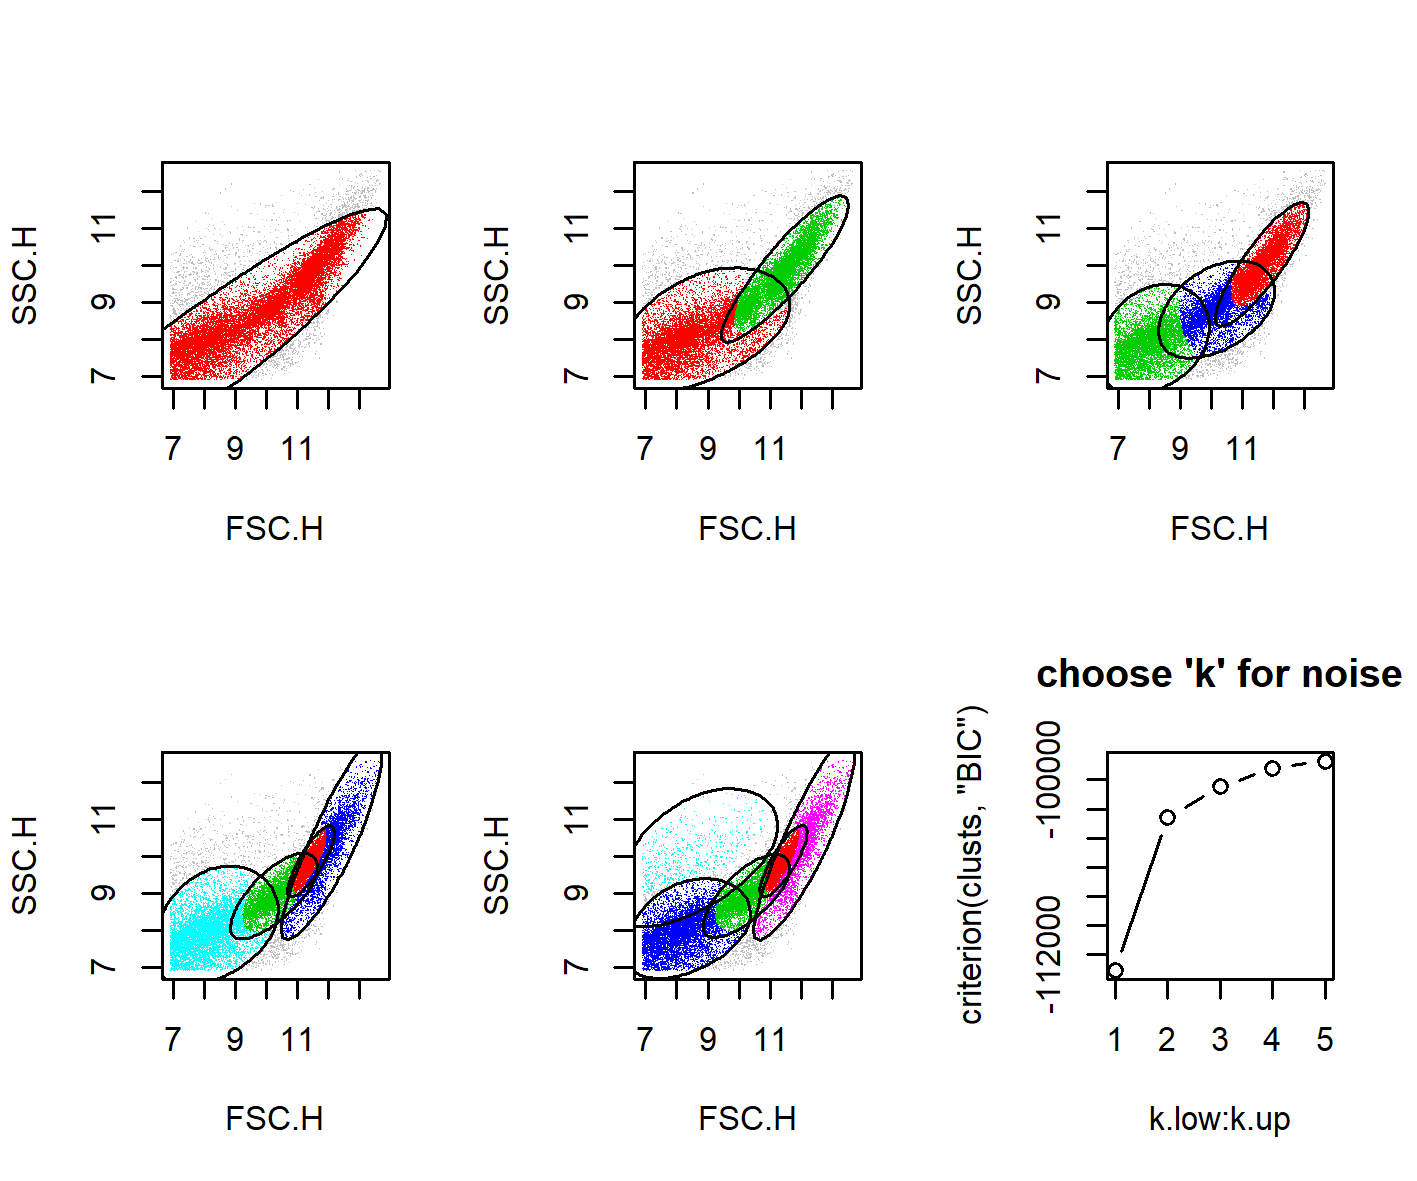 SSC.H
11
9
7
7 9 11
FSC.H
SSC.H
11
9
7
7 9 11
FSC.H
SSC.H
11
9
7
7 9 11
FSC.H
SSC.H
11
9
7
7 9 11
FSC.H
SSC.H
11
9
7
7 9 11
FSC.H
choose 'k' for noise
criterion(clusts, "BIC")
-100000
-112000
1 2 3 4 5
k.low:k.up